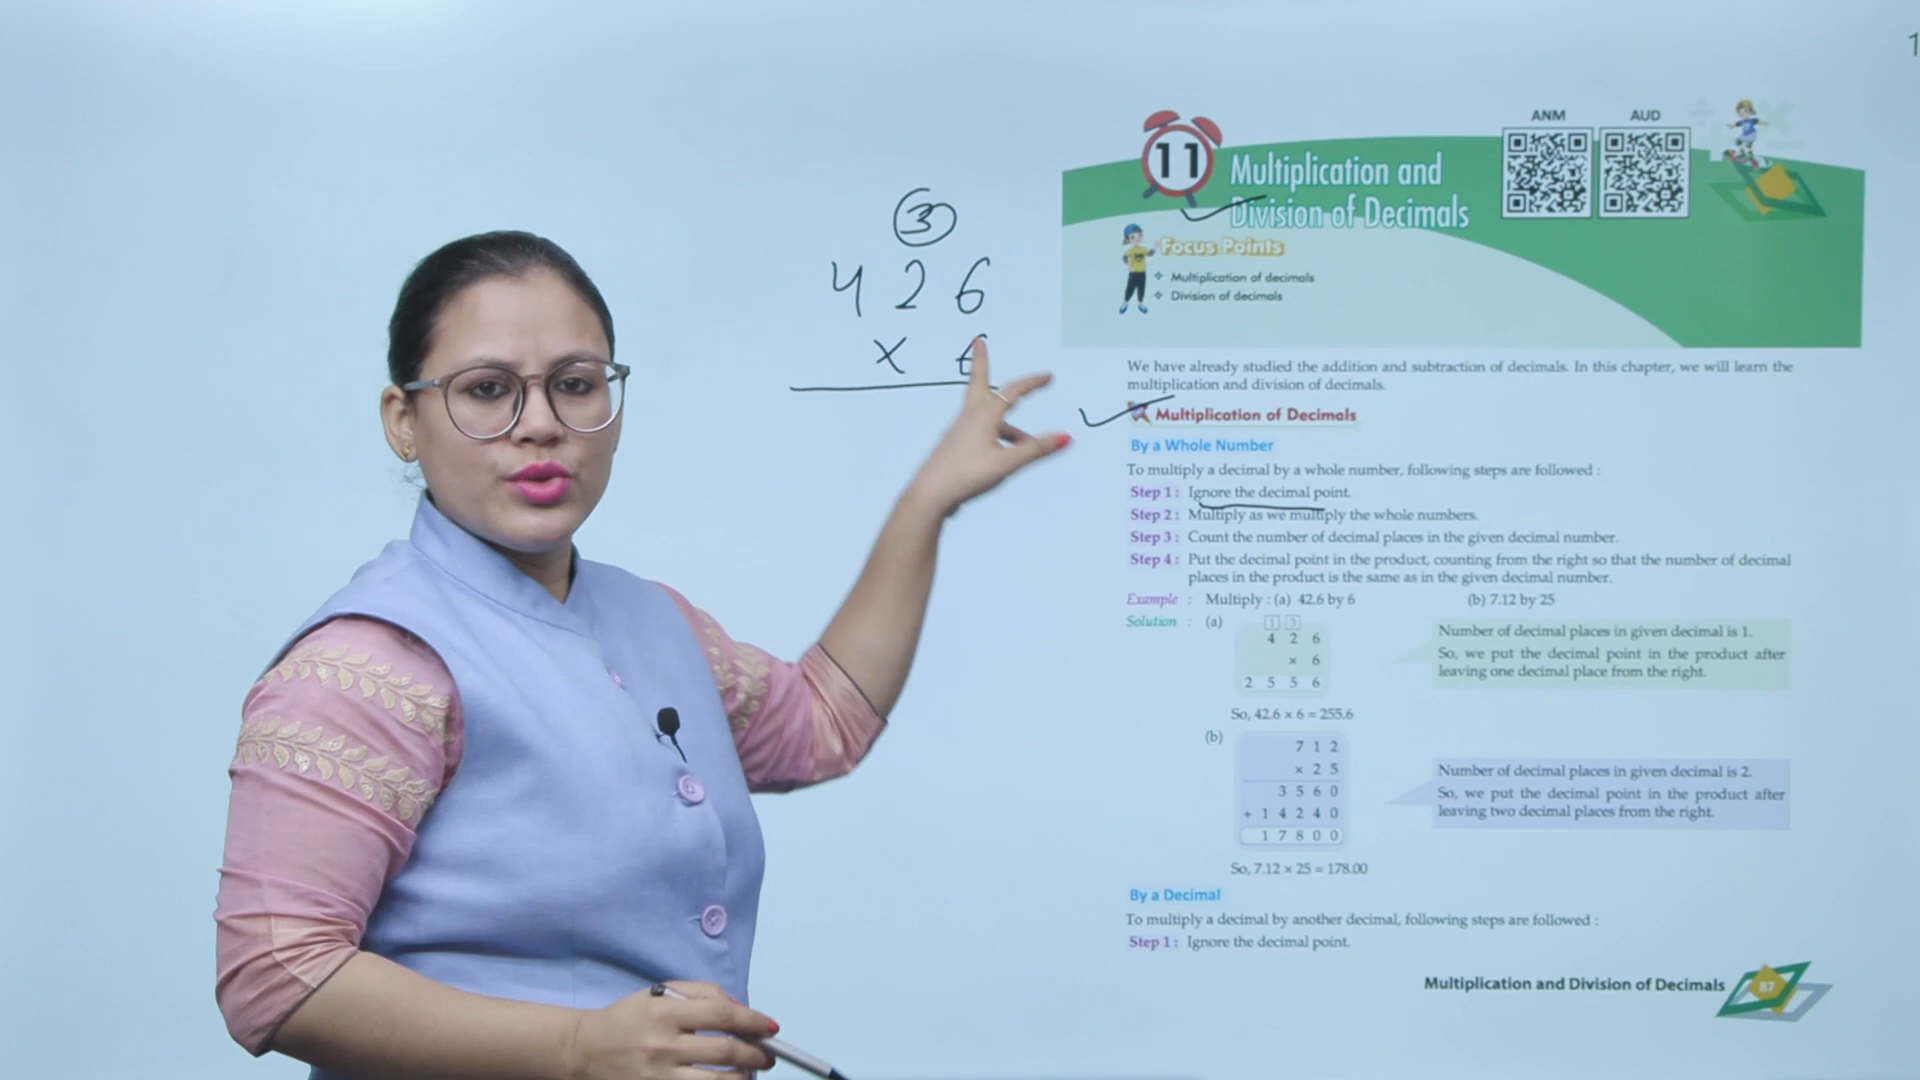 1
3
4 2 6
× 6
11
Multiplication and
Division of Decimals
ANM
AUD
Focus Points
Multiplication of decimals
Division of decimals
We have already studied the addition and subtraction of decimals. In this chapter, we will learn the
multiplication and division of decimals.
Multiplication of Decimals
By a Whole Number
To multiply a decimal by a whole number, following steps are followed :
Step 1 : Ignore the decimal point.
Step 2 : Multiply as we multiply the whole numbers.
Step 3 : Count the number of decimal places in the given decimal number.
Step 4 : Put the decimal point in the product, counting from the right so that the number of decimal
places in the product is the same as in the given decimal number.
Example : Multiply : (a) 42.6 by 6 (b) 7.12 by 25
Solution : (a)
1 3
4 2 6
× 6
2 5 5 6
Number of decimal places in given decimal is 1.
So, we put the decimal point in the product after
leaving one decimal place from the right.
So, 42.6 × 6 = 255.6
(b)
7 1 2
× 2 5
3 5 6 0
+ 1 4 2 4 0
1 7 8 0 0
Number of decimal places in given decimal is 2.
So, we put the decimal point in the product after
leaving two decimal places from the right.
So, 7.12 × 25 = 178.00
By a Decimal
To multiply a decimal by another decimal, following steps are followed :
Step 1 : Ignore the decimal point.
Multiplication and Division of Decimals 87